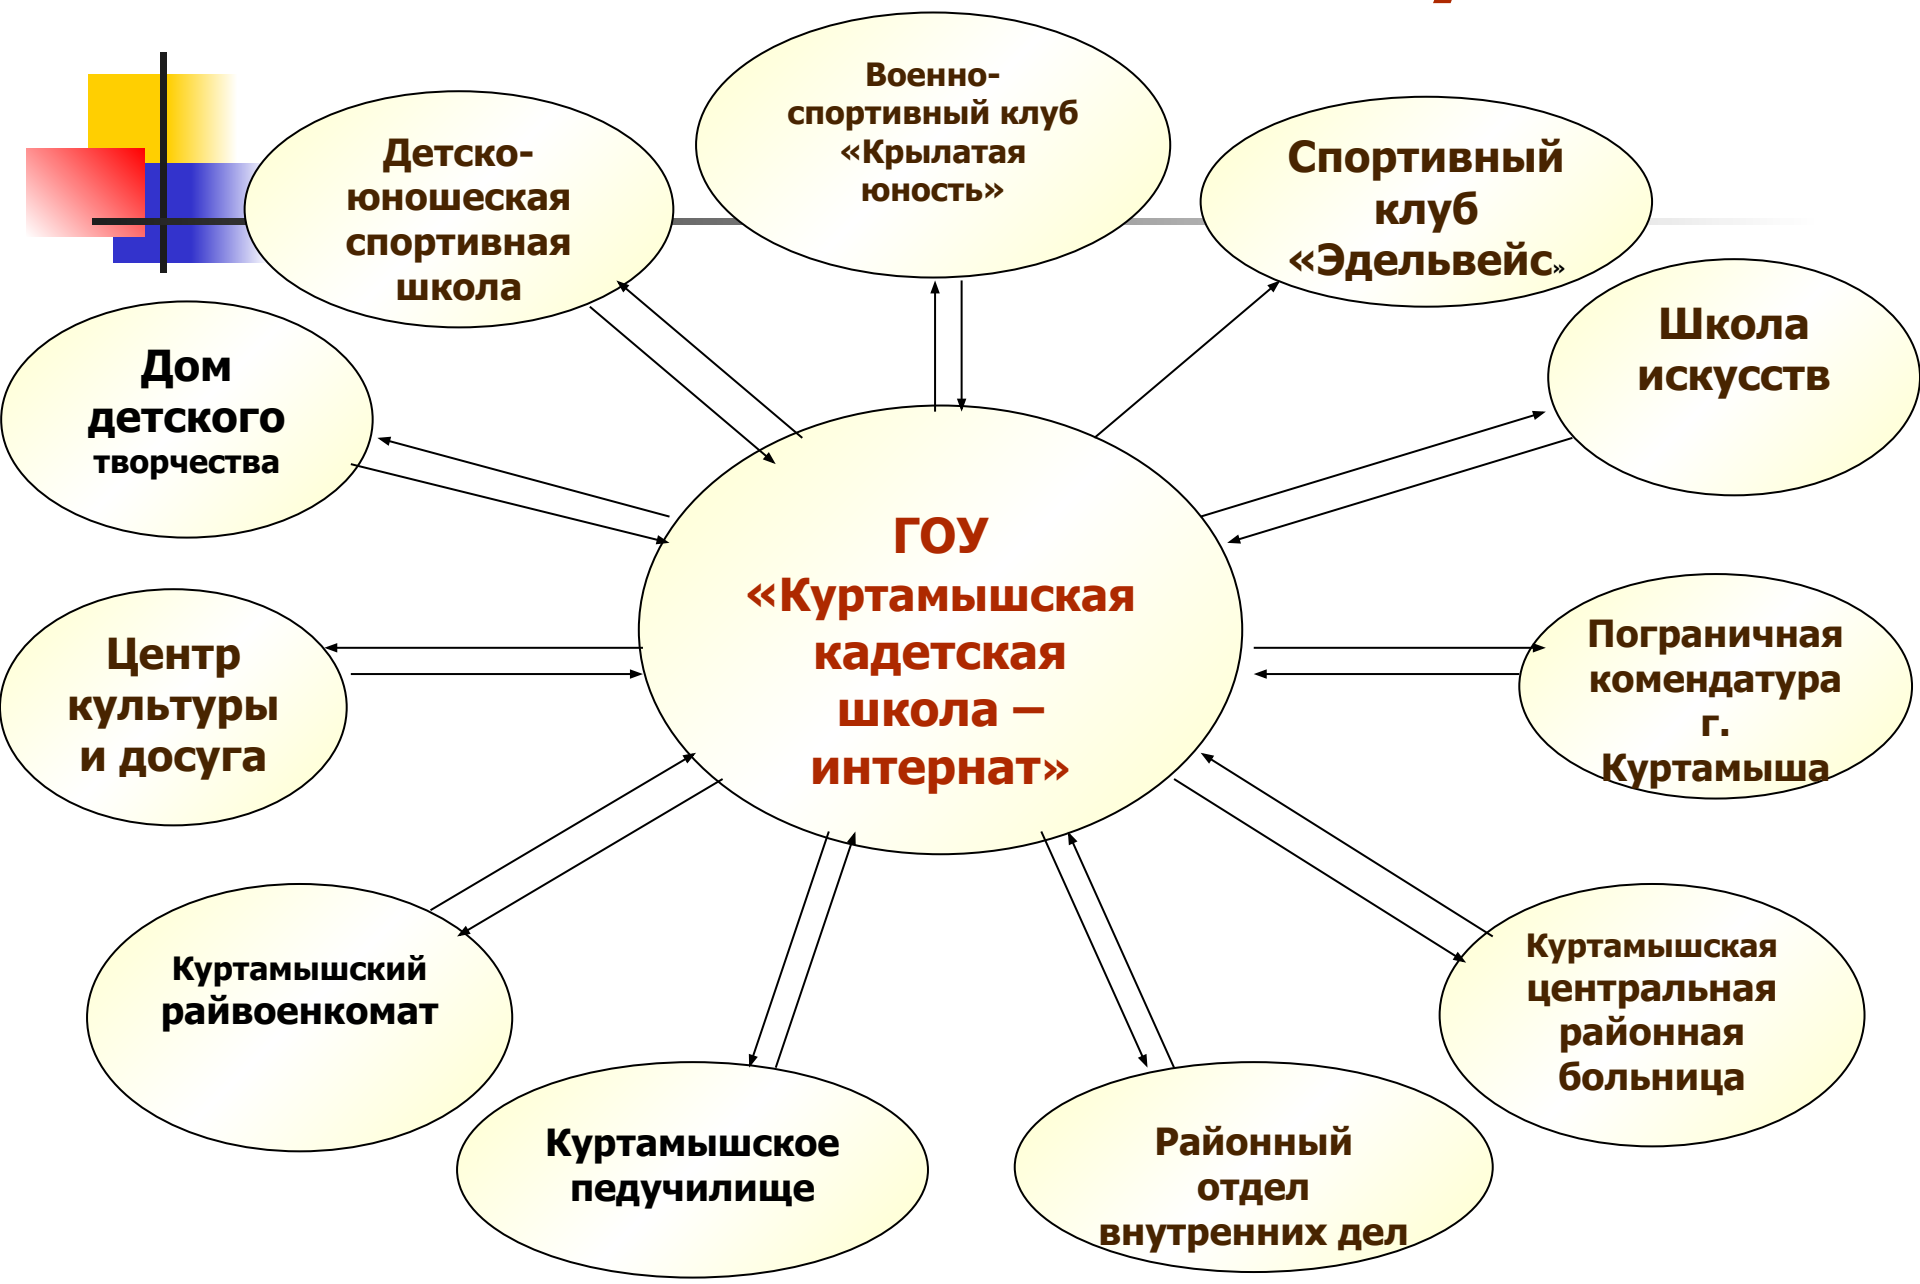 Военно-
спортивный клуб
«Крылатая
юность»
Детско-
юношеская
спортивная
школа
Спортивный
клуб
«Эдельвейс»
Школа
искусств
Дом
детского
творчества
ГОУ
«Куртамышская
кадетская
школа –
интернат»
Центр
культуры
и досуга
Пограничная
комендатура
г.
Куртамыша
Куртамышский
райвоенкомат
Куртамышская
центральная
районная
больница
Куртамышское
педучилище
Районный
отдел
внутренних дел